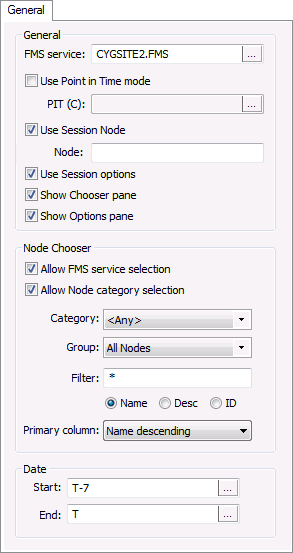 General
General
FMS service: CYGSITE2.FMS ...
Use Point in Time mode
PIT (C): ...
Use Session Node
Node:
Use Session options
Show Chooser pane
Show Options pane
Node Chooser
Allow FMS service selection
Allow Node category selection
Category: <Any>
Group: All Nodes
Filter: *
Name Desc ID
Primary column: Name descending
Date
Start: T-7 ...
End: T ...